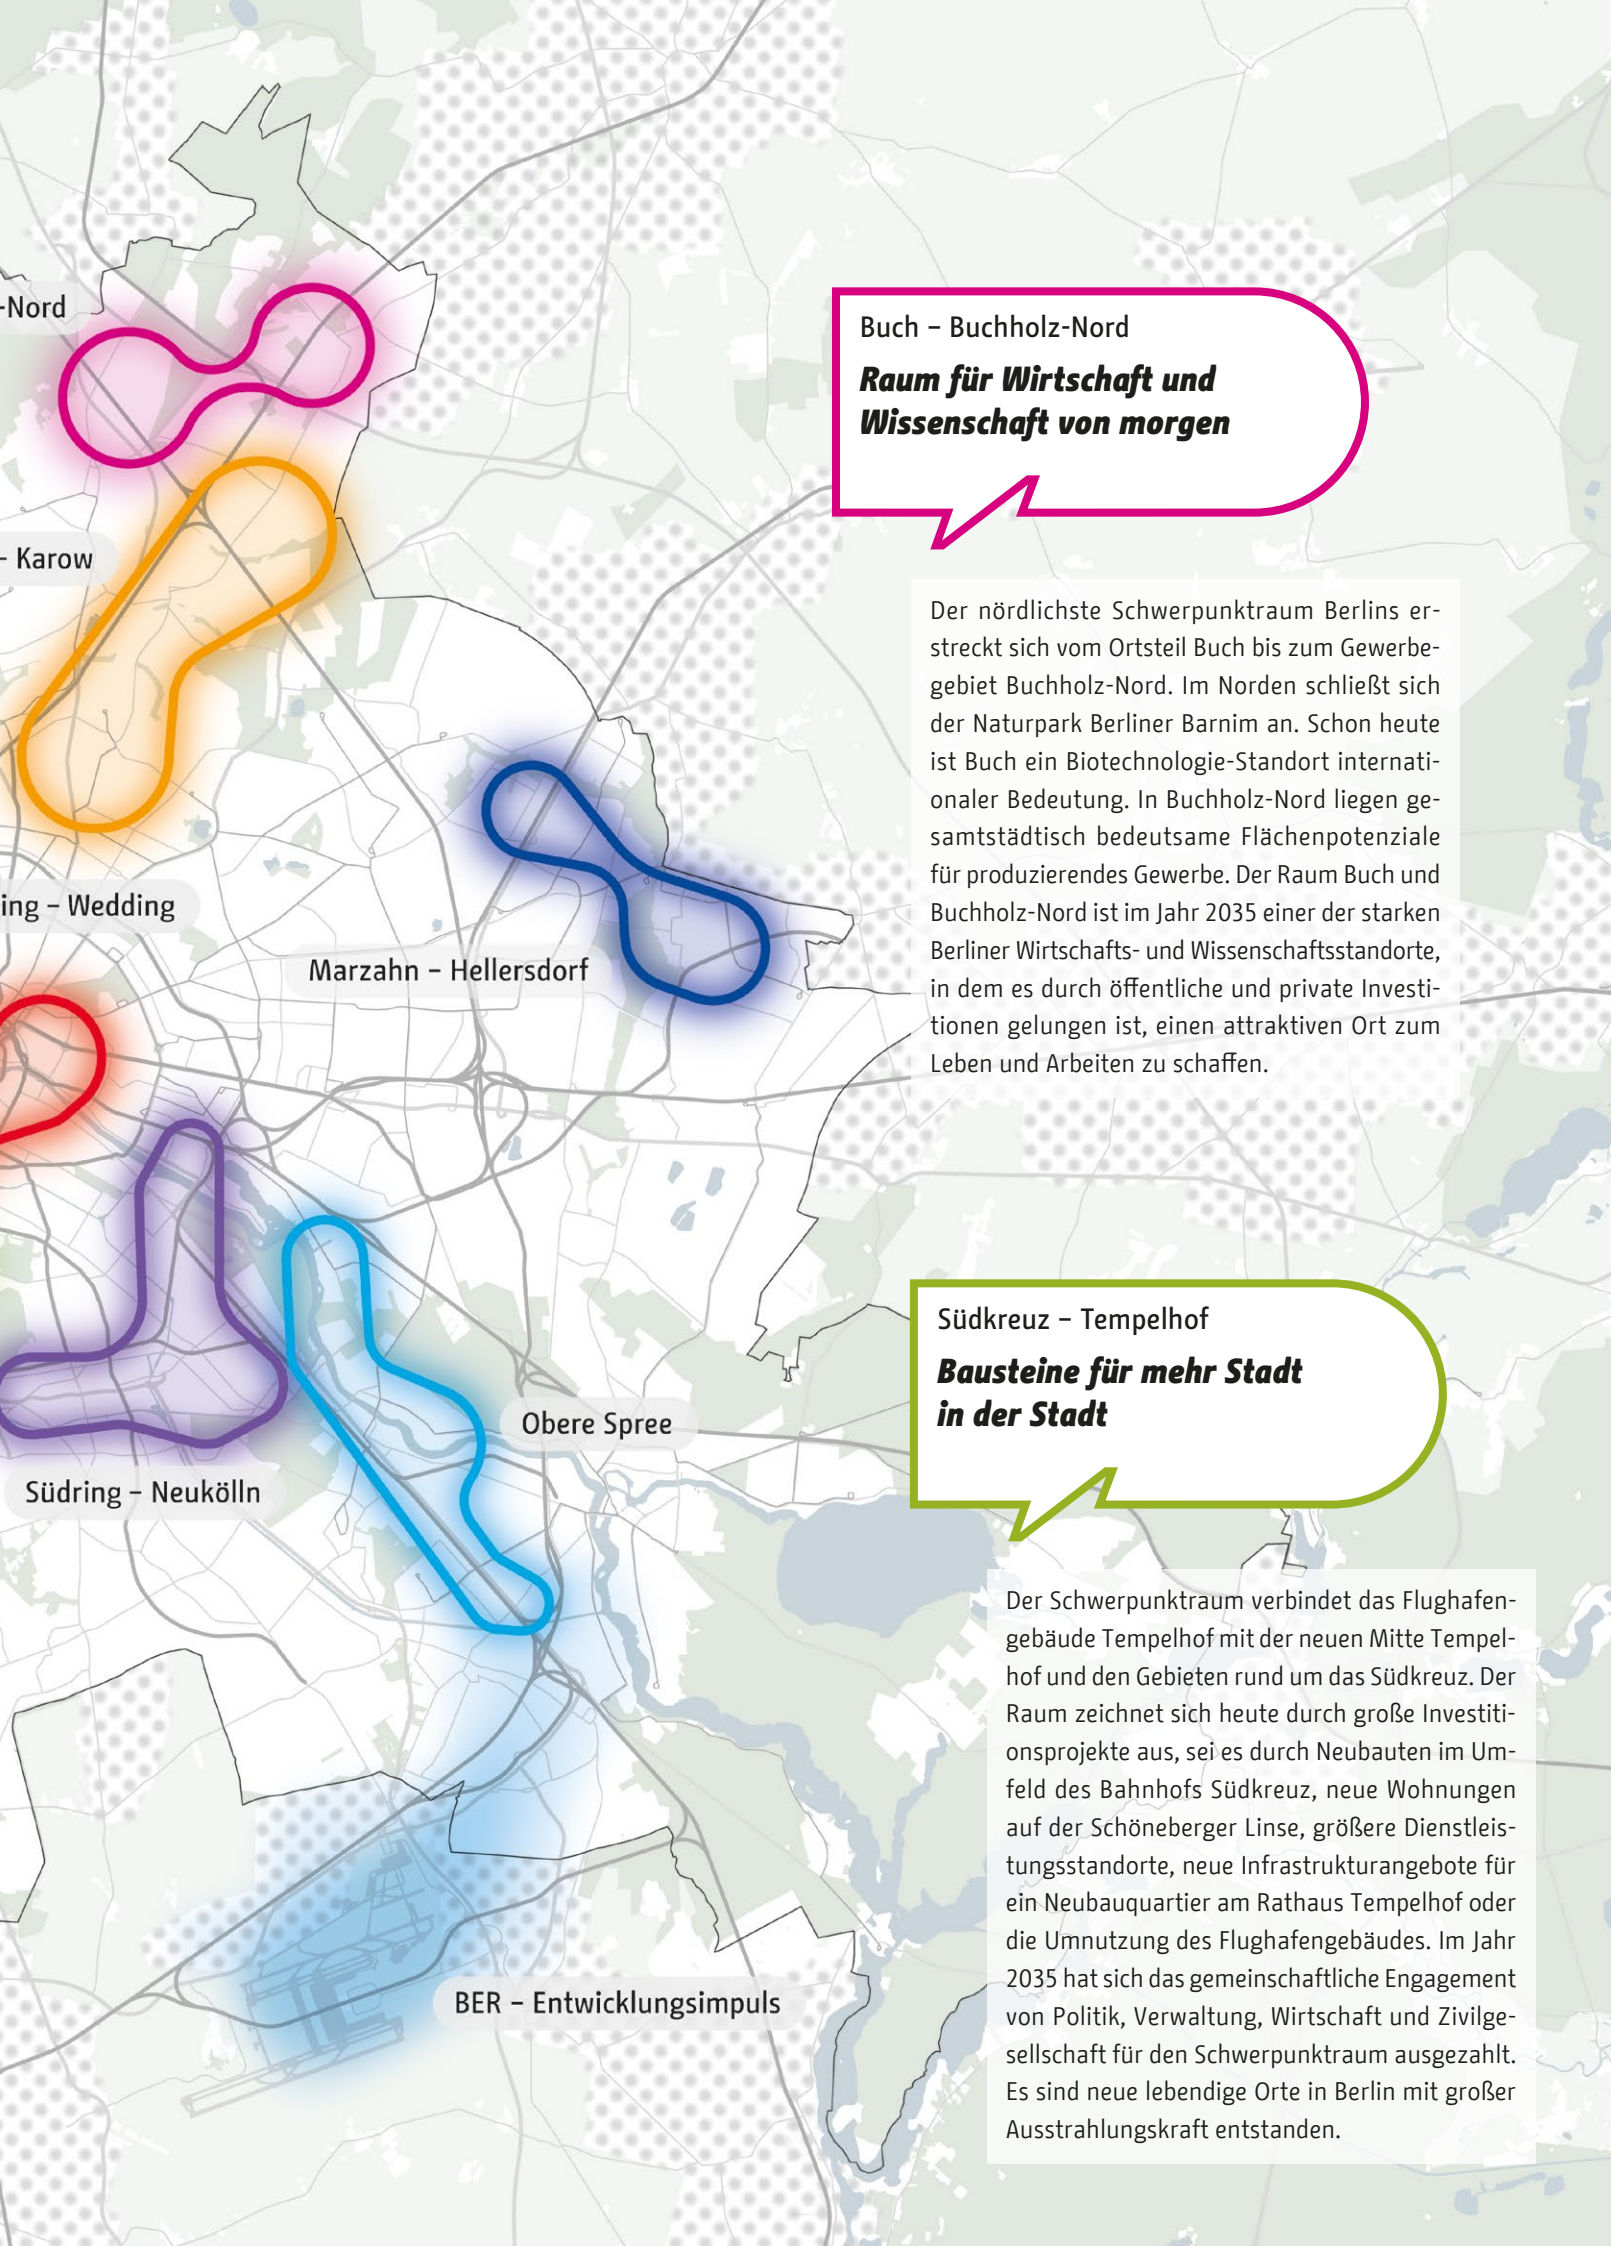 -Nord
- Karow
ing – Wedding
Marzahn – Hellersdorf
Obere Spree
Südring – Neukölln
BER – Entwicklungsimpuls
Buch – Buchholz-Nord
Raum für Wirtschaft und
Wissenschaft von morgen
Der nördlichste Schwerpunktraum Berlins er-
streckt sich vom Ortsteil Buch bis zum Gewerbe-
gebiet Buchholz-Nord. Im Norden schließt sich
der Naturpark Berliner Barnim an. Schon heute
ist Buch ein Biotechnologie-Standort internati-
onaler Bedeutung. In Buchholz-Nord liegen ge-
samtstädtisch bedeutsame Flächenpotenziale
für produzierendes Gewerbe. Der Raum Buch und
Buchholz-Nord ist im Jahr 2035 einer der starken
Berliner Wirtschafts- und Wissenschaftsstandorte,
in dem es durch öffentliche und private Investi-
tionen gelungen ist, einen attraktiven Ort zum
Leben und Arbeiten zu schaffen.
Südkreuz – Tempelhof
Bausteine für mehr Stadt
in der Stadt
Der Schwerpunktraum verbindet das Flughafen-
gebäude Tempelhof mit der neuen Mitte Tempel-
hof und den Gebieten rund um das Südkreuz. Der
Raum zeichnet sich heute durch große Investiti-
onsprojekte aus, sei es durch Neubauten im Um-
feld des Bahnhofs Südkreuz, neue Wohnungen
auf der Schöneberger Linse, größere Dienstleis-
tungsstandorte, neue Infrastrukturangebote für
ein Neubauquartier am Rathaus Tempelhof oder
die Umnutzung des Flughafengebäudes. Im Jahr
2035 hat sich das gemeinschaftliche Engagement
von Politik, Verwaltung, Wirtschaft und Zivilge-
sellschaft für den Schwerpunktraum ausgezahlt.
Es sind neue lebendige Orte in Berlin mit großer
Ausstrahlungskraft entstanden.